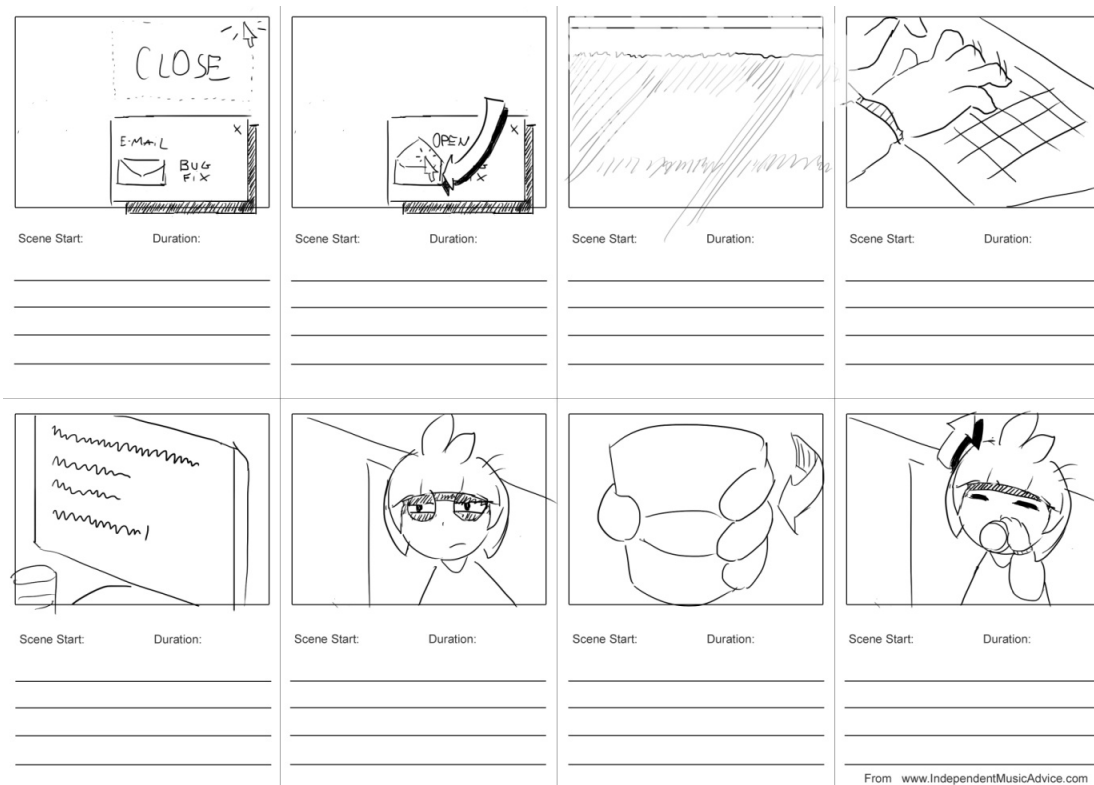 CLOSE
E-MAIL
X
BUG
FIX
OPEN
X
Scene Start: Duration:
Scene Start: Duration:
Scene Start: Duration:
Scene Start: Duration:
Scene Start: Duration:
Scene Start: Duration:
Scene Start: Duration:
Scene Start: Duration:
From www.IndependentMusicAdvice.com